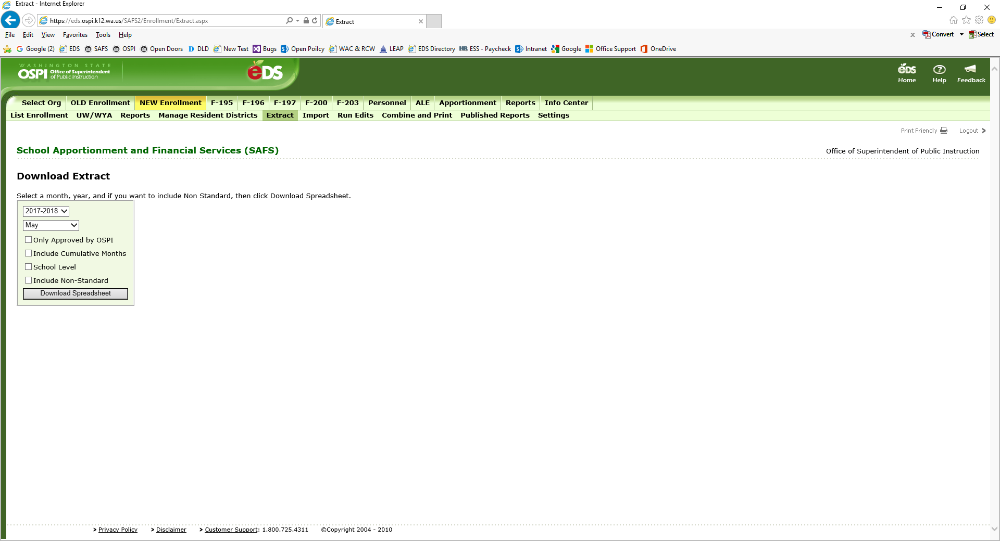 Extract - Internet Explorer
https://eds.ospi.k12.wa.us/SAFS2/Enrollment/Extract.aspx
Extract
File Edit View Favorites Tools Help
Convert Select
Google (2) EDS SAFS OSPI Open Doors DLD New Test Bugs Open Poilcy WAC & RCW LEAP EDS Directory ESS - Paycheck Intranet Google Office Support OneDrive
WASHINGTON STATE
OSPI Office of Superintendent
of Public Instruction
eDS
eDS
Home Help Feedback
Select Org OLD Enrollment NEW Enrollment F-195 F-196 F-197 F-200 F-203 Personnel ALE Apportionment Reports Info Center
List Enrollment UW/WYA Reports Manage Resident Districts Extract Import Run Edits Combine and Print Published Reports Settings
Print Friendly Logout
School Apportionment and Financial Services (SAFS)
Office of Superintendent of Public Instruction
Download Extract
Select a month, year, and if you want to include Non Standard, then click Download Spreadsheet.
2017-2018
May
Only Approved by OSPI
Include Cumulative Months
School Level
Include Non-Standard
Download Spreadsheet
> Privacy Policy > Disclaimer > Customer Support: 1.800.725.4311 ©Copyright 2004 - 2010